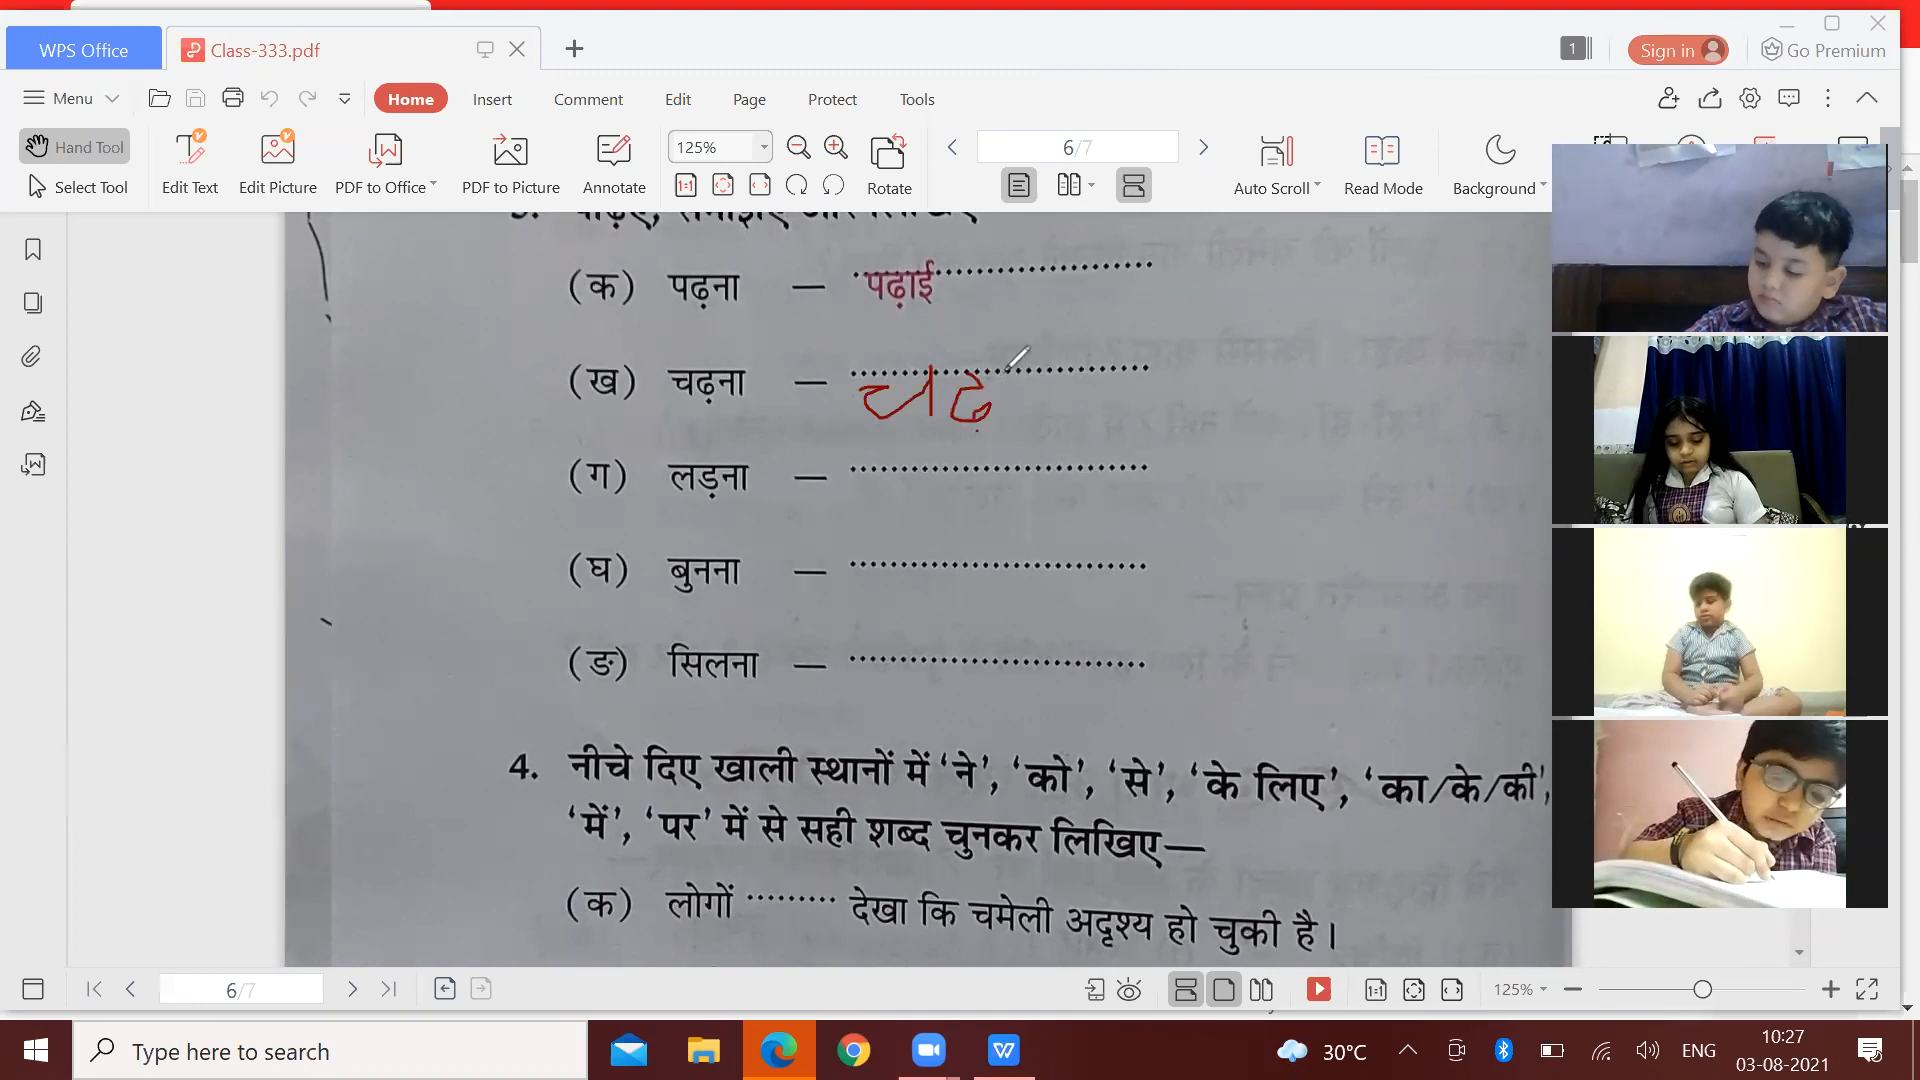 WPS Office
Class-333.pdf
1
Sign in
Go Premium
Menu
Home Insert Comment Edit Page Protect Tools
Hand Tool
Select Tool
Edit Text
Edit Picture
PDF to Office
PDF to Picture
Annotate
125%
Rotate
6/7
Auto Scroll
Read Mode
Background
(क) पढ़ना — पढ़ाई
(ख) चढ़ना — चढ़
(ग) लड़ना —
(घ) बुनना —
(ङ) सिलना —
4. नीचे दिए खाली स्थानों में ‘ने’, ‘को’, ‘से’, ‘के लिए’, ‘का/के/की’,
‘में’, ‘पर’ में से सही शब्द चुनकर लिखिए—
(क) लोगों ········· देखा कि चमेली अदृश्य हो चुकी है।
6/7
125%
Type here to search
30°C
ENG
10:27
03-08-2021